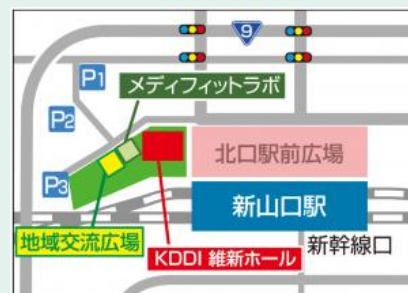 9
P1
メディフィットラボ
P2
北口駅前広場
P3
新山口駅
地域交流広場
KDDI 維新ホール
新幹線口